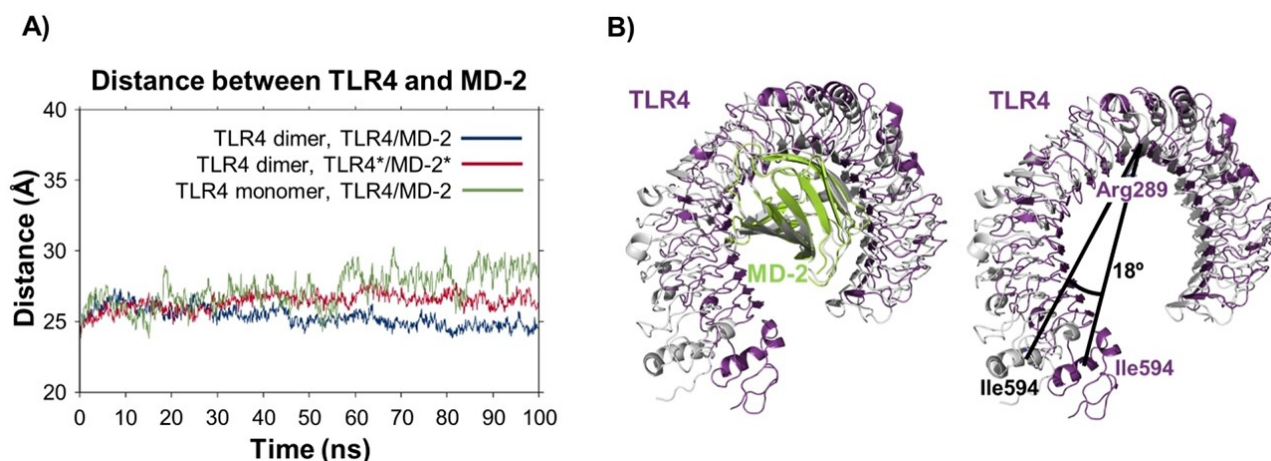 A)
Distance between TLR4 and MD-2
Distance (Å)
40
35
30
25
20
TLR4 dimer, TLR4/MD-2
TLR4 dimer, TLR4*/MD-2*
TLR4 monomer, TLR4/MD-2
0 10 20 30 40 50 60 70 80 90 100
Time (ns)
B)
TLR4
MD-2
TLR4
Arg289
18º
Ile594
Ile594